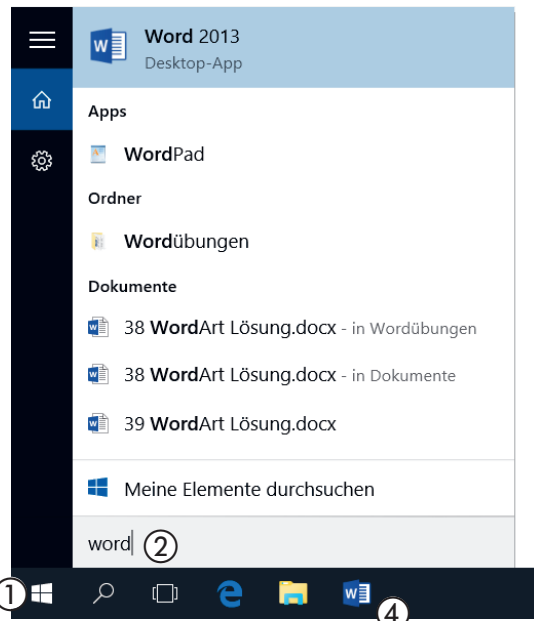 Word 2013
Desktop-App
Apps
WordPad
Ordner
Wordübungen
Dokumente
38 WordArt Lösung.docx - in Wordübungen
38 WordArt Lösung.docx - in Dokumente
39 WordArt Lösung.docx
Meine Elemente durchsuchen
word ②
①
④